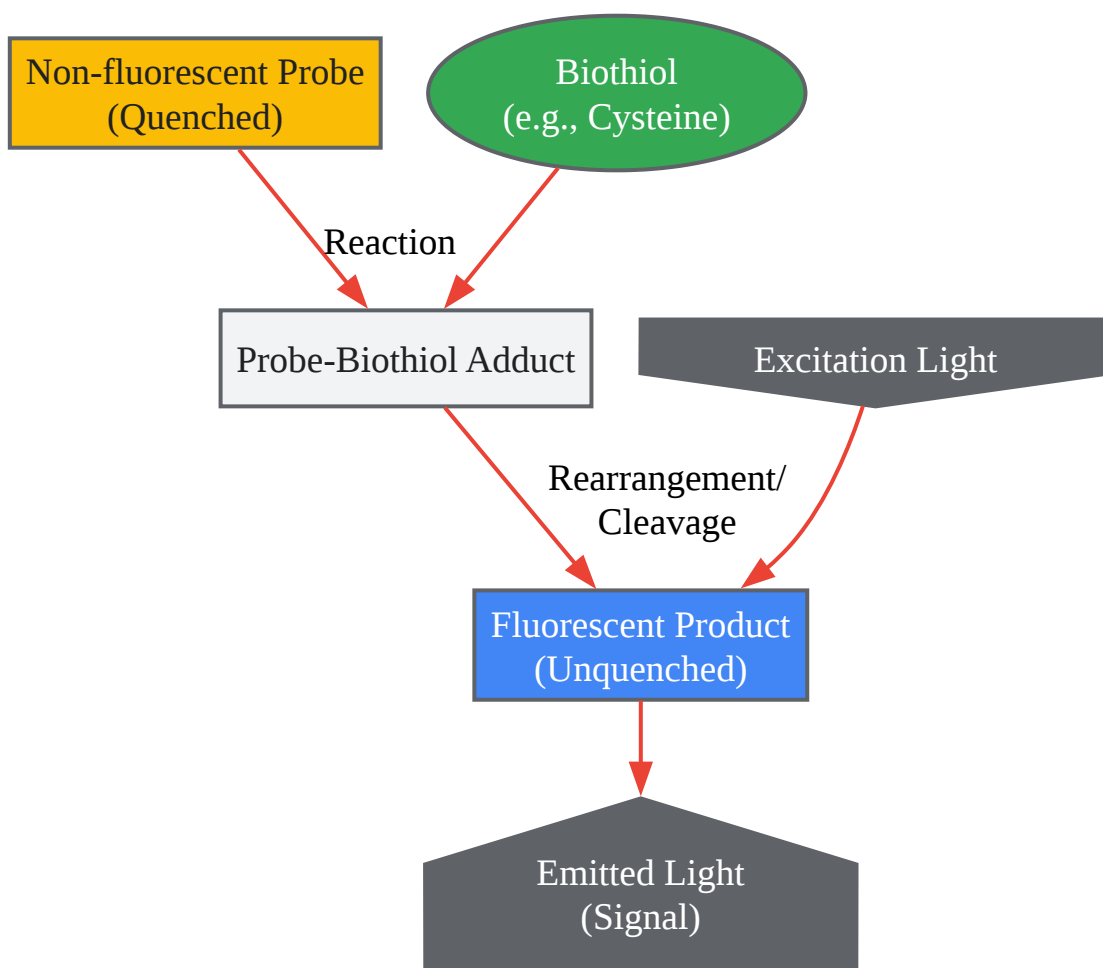 Non-fluorescent Probe
(Quenched)
Biothiol
(e.g., Cysteine)
Reaction
Probe-Biothiol Adduct
Excitation Light
Rearrangement/
Cleavage
Fluorescent Product
(Unquenched)
Emitted Light
(Signal)